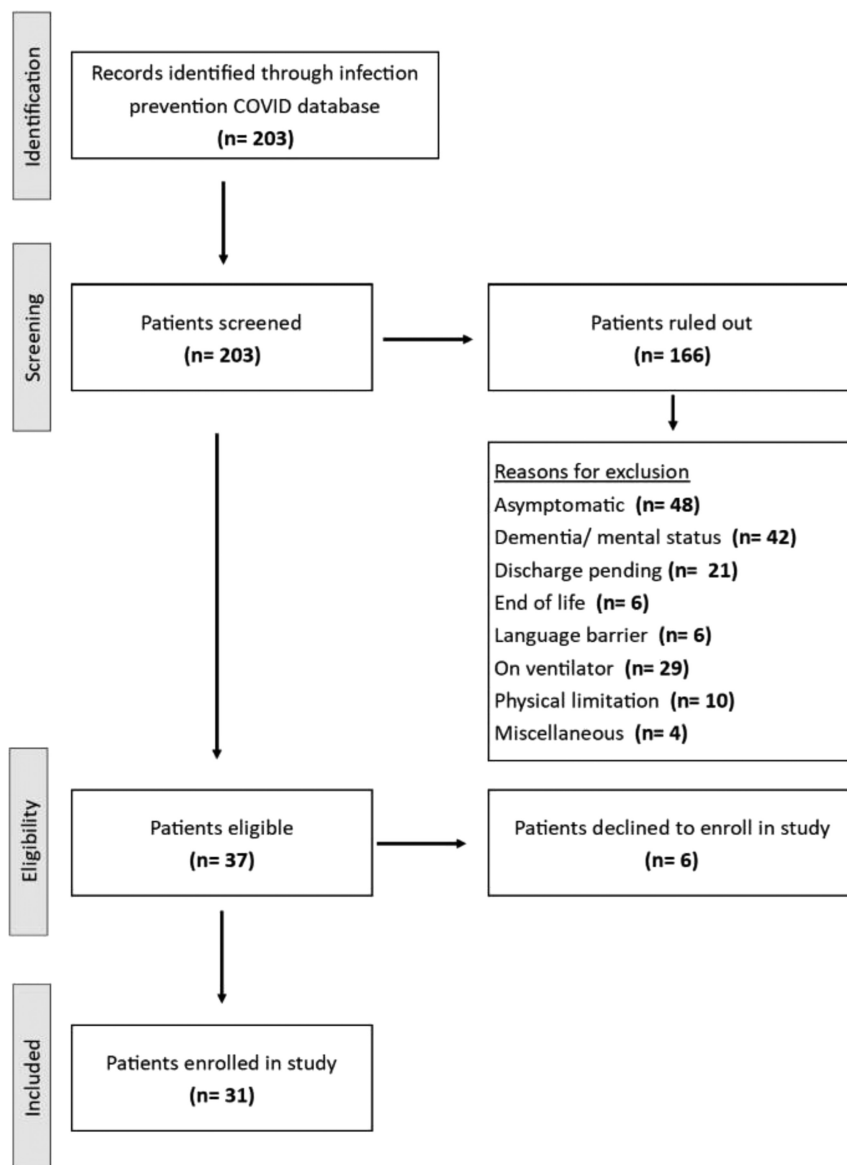 Identification
Records identified through infection
prevention COVID database
(n= 203)
Screening
Patients screened
(n= 203)
Patients ruled out
(n= 166)
Reasons for exclusion
Asymptomatic (n= 48)
Dementia/ mental status (n= 42)
Discharge pending (n= 21)
End of life (n= 6)
Language barrier (n= 6)
On ventilator (n= 29)
Physical limitation (n= 10)
Miscellaneous (n= 4)
Eligibility
Patients eligible
(n= 37)
Patients declined to enroll in study
(n= 6)
Included
Patients enrolled in study
(n= 31)